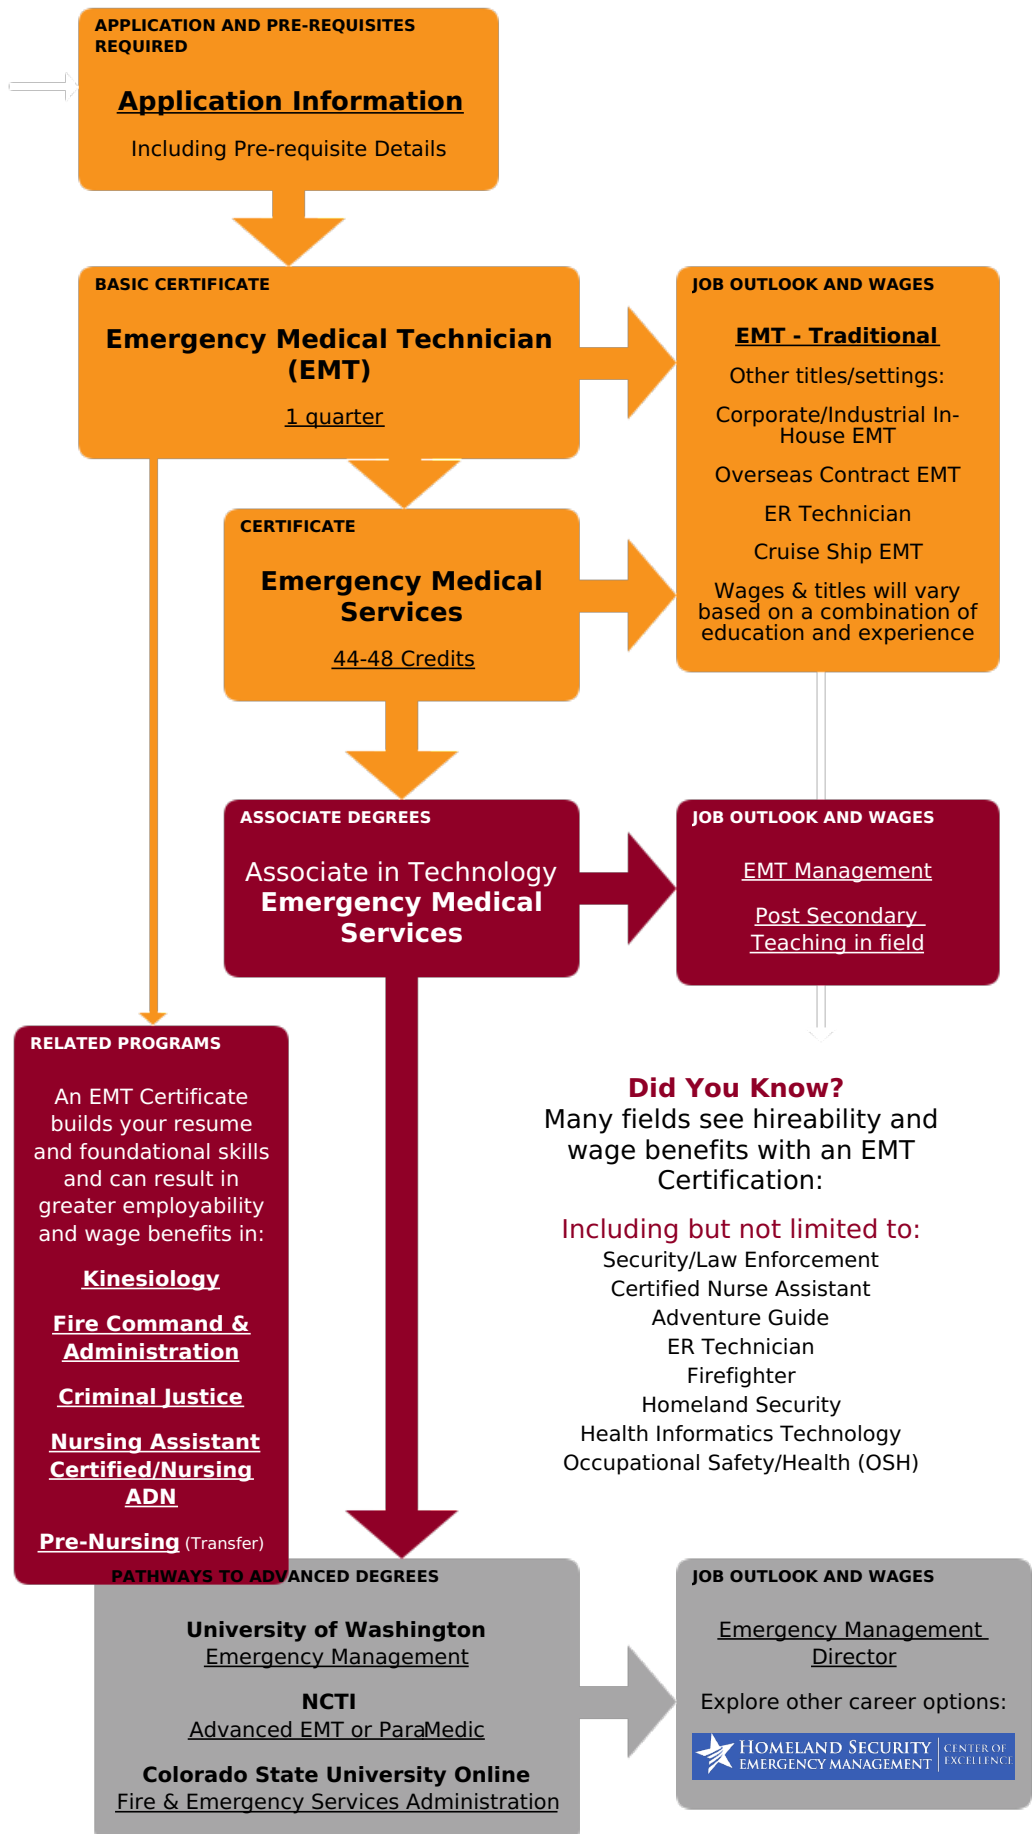 APPLICATION AND PRE-REQUISITES
REQUIRED
Application Information
Including Pre-requisite Details
BASIC CERTIFICATE
Emergency Medical Technician
(EMT)
1 quarter
JOB OUTLOOK AND WAGES
EMT - Traditional
Other titles/settings:
Corporate/Industrial In-
House EMT
Overseas Contract EMT
ER Technician
Cruise Ship EMT
Wages & titles will vary
based on a combination of
education and experience
CERTIFICATE
Emergency Medical
Services
44-48 Credits
ASSOCIATE DEGREES
Associate in Technology
Emergency Medical
Services
JOB OUTLOOK AND WAGES
EMT Management
Post Secondary
Teaching in field
RELATED PROGRAMS
An EMT Certificate
builds your resume
and foundational skills
and can result in
greater employability
and wage benefits in:
Kinesiology
Fire Command &
Administration
Criminal Justice
Nursing Assistant
Certified/Nursing
ADN
Pre-Nursing (Transfer)
Did You Know?
Many fields see hireability and
wage benefits with an EMT
Certification:
Including but not limited to:
Security/Law Enforcement
Certified Nurse Assistant
Adventure Guide
ER Technician
Firefighter
Homeland Security
Health Informatics Technology
Occupational Safety/Health (OSH)
PATHWAYS TO ADVANCED DEGREES
University of Washington
Emergency Management
NCTI
Advanced EMT or ParaMedic
Colorado State University Online
Fire & Emergency Services Administration
JOB OUTLOOK AND WAGES
Emergency Management
Director
Explore other career options:
HOMELAND SECURITY
EMERGENCY MANAGEMENT
CENTER OF
EXCELLENCE